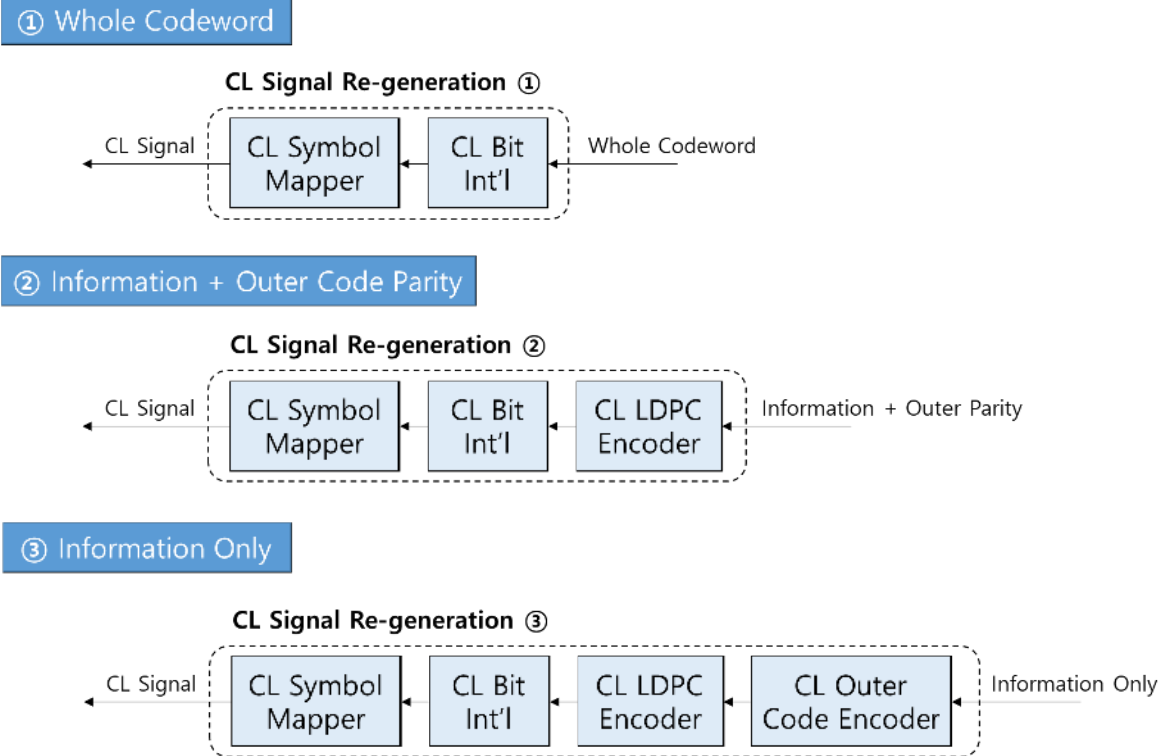 ① Whole Codeword
CL Signal Re-generation ①
CL Signal
CL Symbol
Mapper
CL Bit
Int'l
Whole Codeword
② Information + Outer Code Parity
CL Signal Re-generation ②
CL Signal
CL Symbol
Mapper
CL Bit
Int'l
CL LDPC
Encoder
Information + Outer Parity
③ Information Only
CL Signal Re-generation ③
CL Signal
CL Symbol
Mapper
CL Bit
Int'l
CL LDPC
Encoder
CL Outer
Code Encoder
Information Only